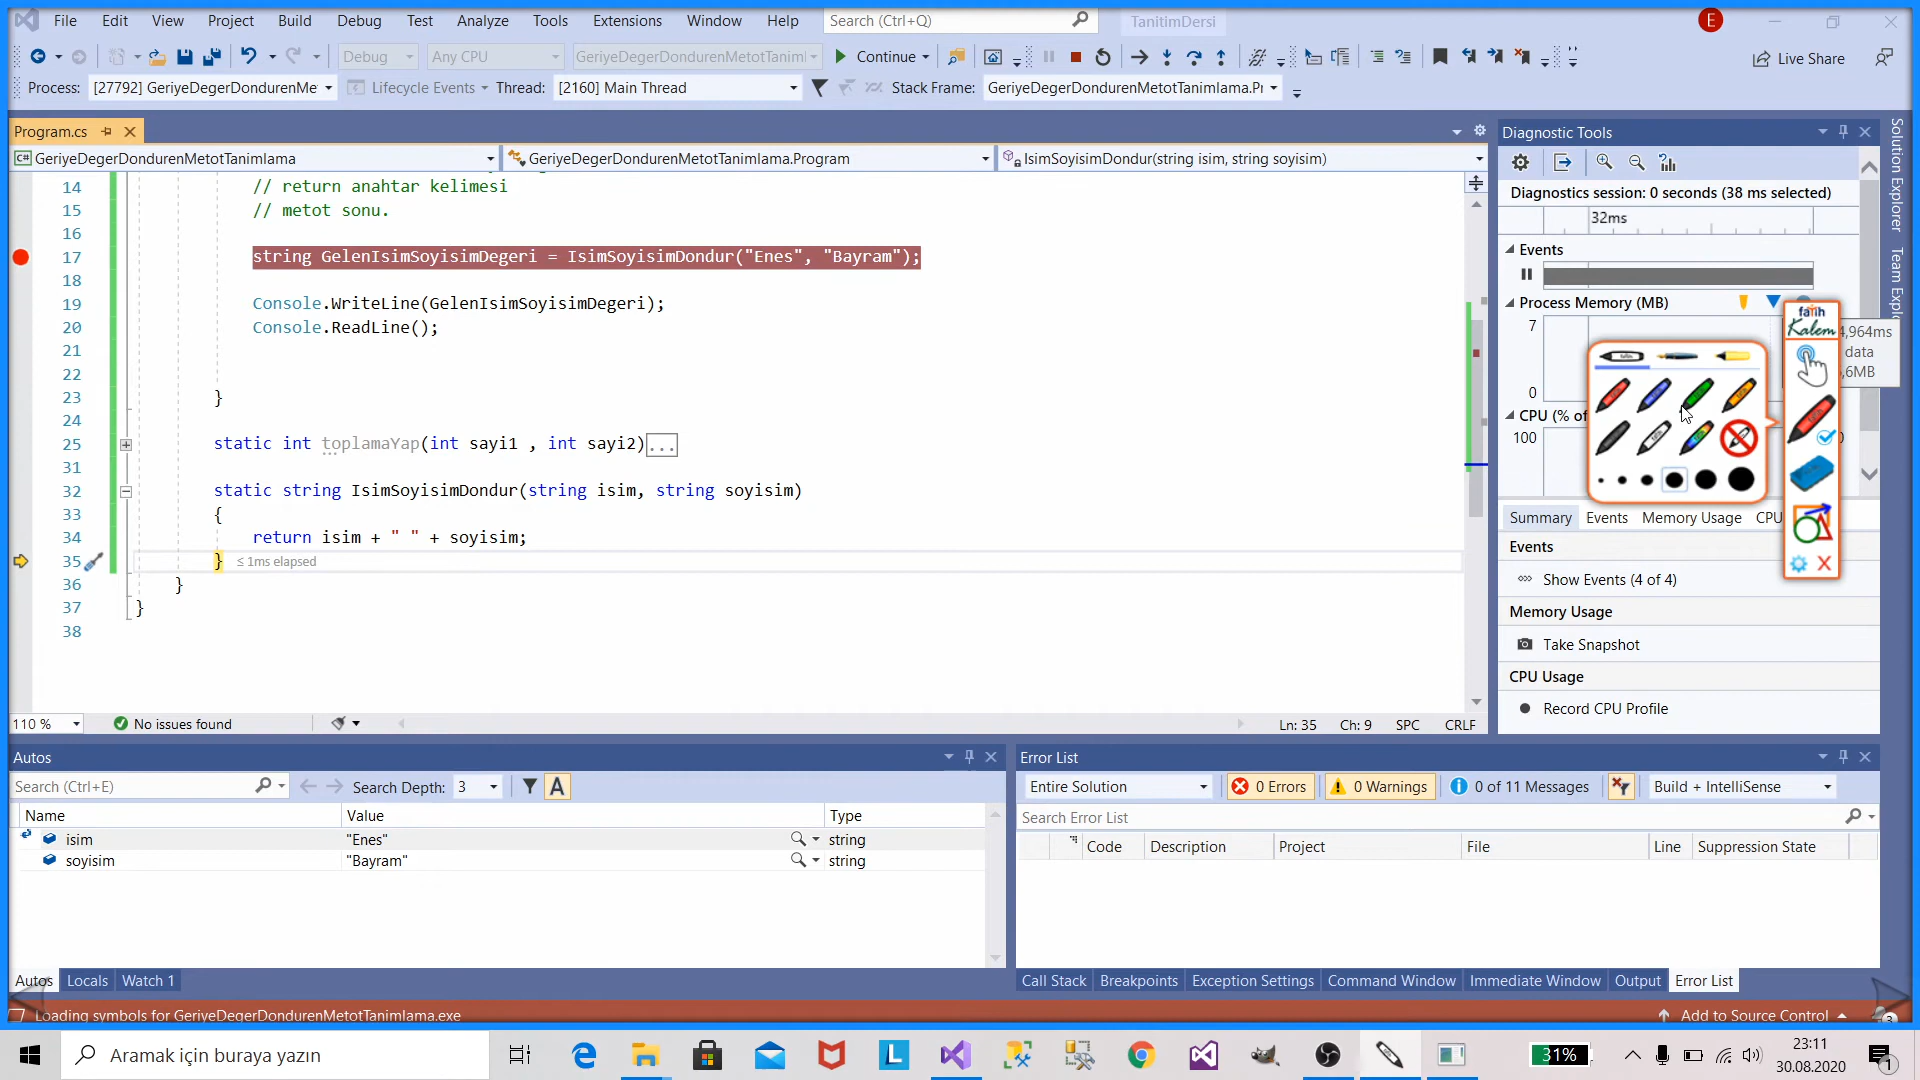 File Edit View Project Build Debug Test Analyze Tools Extensions Window Help Search (Ctrl+Q) TanitimDersi E
Debug Any CPU GeriyeDegerDondurenMetotTaniml Continue Live Share
Process: [27792] GeriyeDegerDondurenMe Lifecycle Events Thread: [2160] Main Thread Stack Frame: GeriyeDegerDondurenMetotTanimlama.Pr
Program.cs
C# GeriyeDegerDondurenMetotTanimlama GeriyeDegerDondurenMetotTanimlama.Program IsimSoyisimDondur(string isim, string soyisim)
14 // return anahtar kelimesi
15 // metot sonu.
16
17 string GelenIsimSoyisimDegeri = IsimSoyisimDondur("Enes", "Bayram");
18
19 Console.WriteLine(GelenIsimSoyisimDegeri);
20 Console.ReadLine();
21
22
23 }
24
25 static int toplamaYap(int sayi1 , int sayi2)...
31
32 static string IsimSoyisimDondur(string isim, string soyisim)
33 {
34 return isim + " " + soyisim;
35 } ≤ 1ms elapsed
36 }
37 }
38
110 % No issues found Ln: 35 Ch: 9 SPC CRLF
Diagnostic Tools
Diagnostics session: 0 seconds (38 ms selected)
32ms
Events
Process Memory (MB)
7
0
CPU (% of
100
fatih
Kalem
4,964ms
data
,6MB
0
Summary Events Memory Usage CPU
Events
Show Events (4 of 4)
Memory Usage
Take Snapshot
CPU Usage
Record CPU Profile
Solution Explorer
Team Explo
Autos
Search (Ctrl+E) Search Depth: 3 A
Name Value Type
isim "Enes" string
soyisim "Bayram" string
Autos Locals Watch 1
Error List
Entire Solution 0 Errors 0 Warnings 0 of 11 Messages Build + IntelliSense
Search Error List
Code Description Project File Line Suppression State
Call Stack Breakpoints Exception Settings Command Window Immediate Window Output Error List
Loading symbols for GeriyeDegerDondurenMetotTanimlama.exe Add to Source Control 3
Aramak için buraya yazın L 31% 23:11
30.08.2020 1